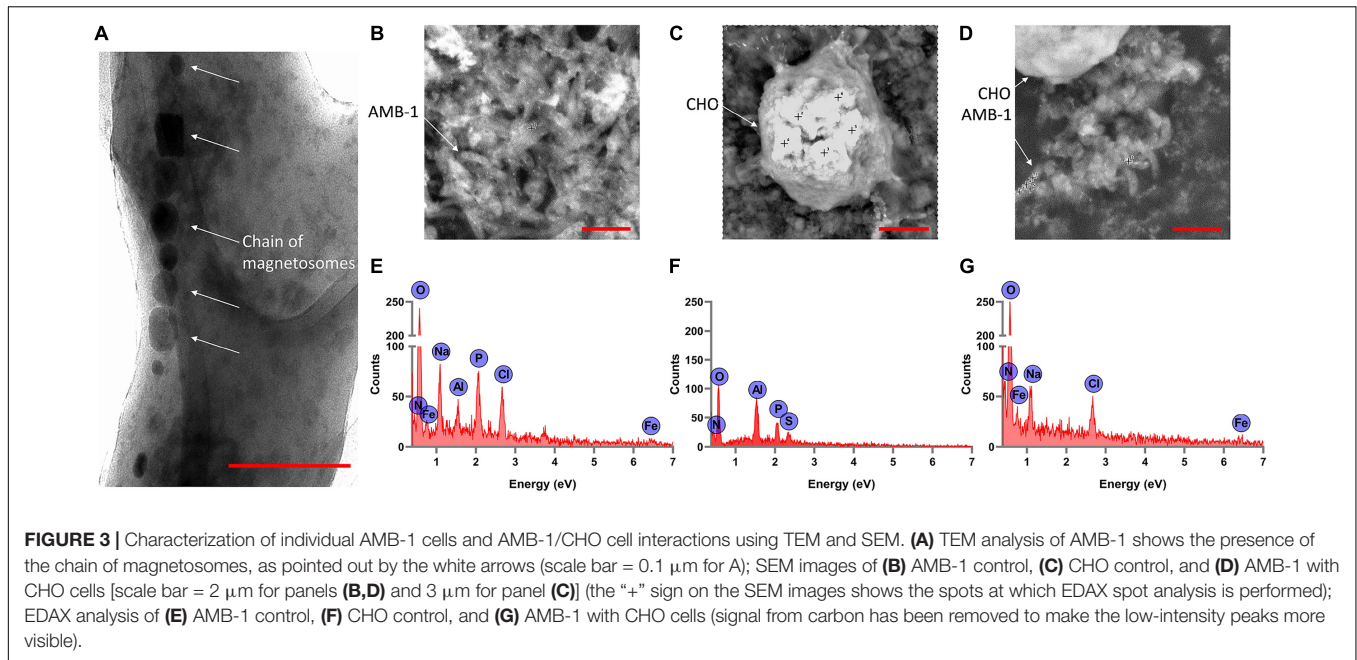 A
Chain of
magnetosomes
B
AMB-1
C
CHO
D
CHO
AMB-1
E
Counts
250
200
100
50
0
O
N
Fe
Na
Al
P
Cl
Fe
1 2 3 4 5 6 7
Energy (eV)
F
Counts
250
200
150
100
50
0
O
N
Al
P
S
1 2 3 4 5 6 7
Energy (eV)
G
Counts
250
200
100
50
0
O
N
Fe
Na
Cl
Fe
1 2 3 4 5 6 7
Energy (eV)
FIGURE 3 | Characterization of individual AMB-1 cells and AMB-1/CHO cell interactions using TEM and SEM. (A) TEM analysis of AMB-1 shows the presence of
the chain of magnetosomes, as pointed out by the white arrows (scale bar = 0.1 μm for A); SEM images of (B) AMB-1 control, (C) CHO control, and (D) AMB-1 with
CHO cells [scale bar = 2 μm for panels (B,D) and 3 μm for panel (C)] (the “+” sign on the SEM images shows the spots at which EDAX spot analysis is performed);
EDAX analysis of (E) AMB-1 control, (F) CHO control, and (G) AMB-1 with CHO cells (signal from carbon has been removed to make the low-intensity peaks more
visible).